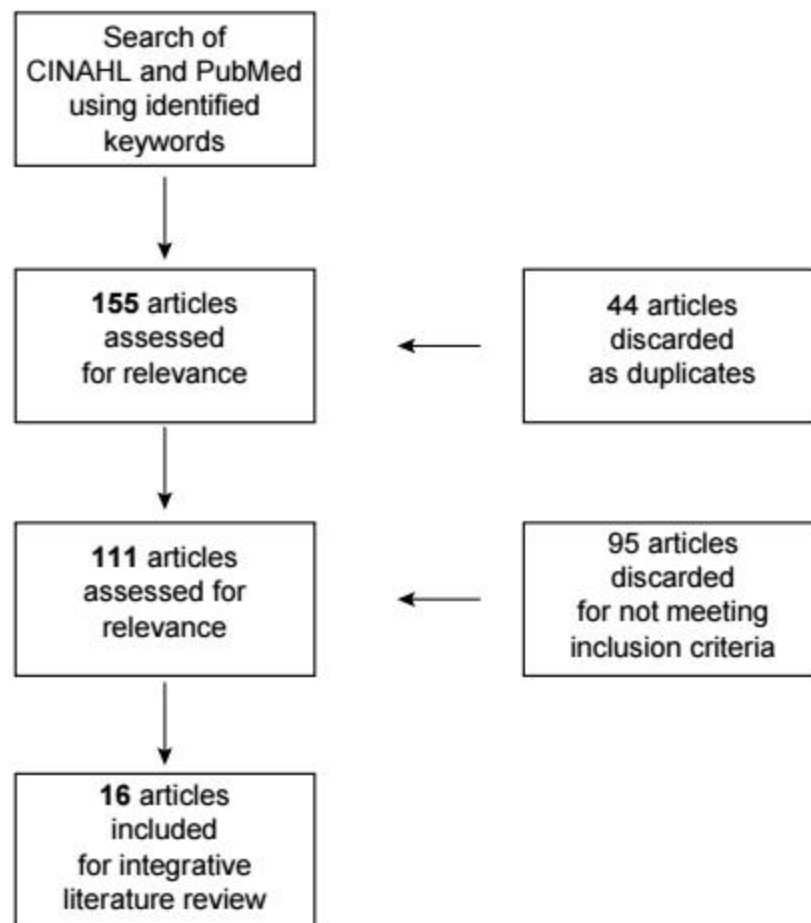 Search of
CINAHL and PubMed
using identified
keywords
155 articles
assessed
for relevance
44 articles
discarded
as duplicates
111 articles
assessed for
relevance
95 articles
discarded
for not meeting
inclusion criteria
16 articles
included
for integrative
literature review